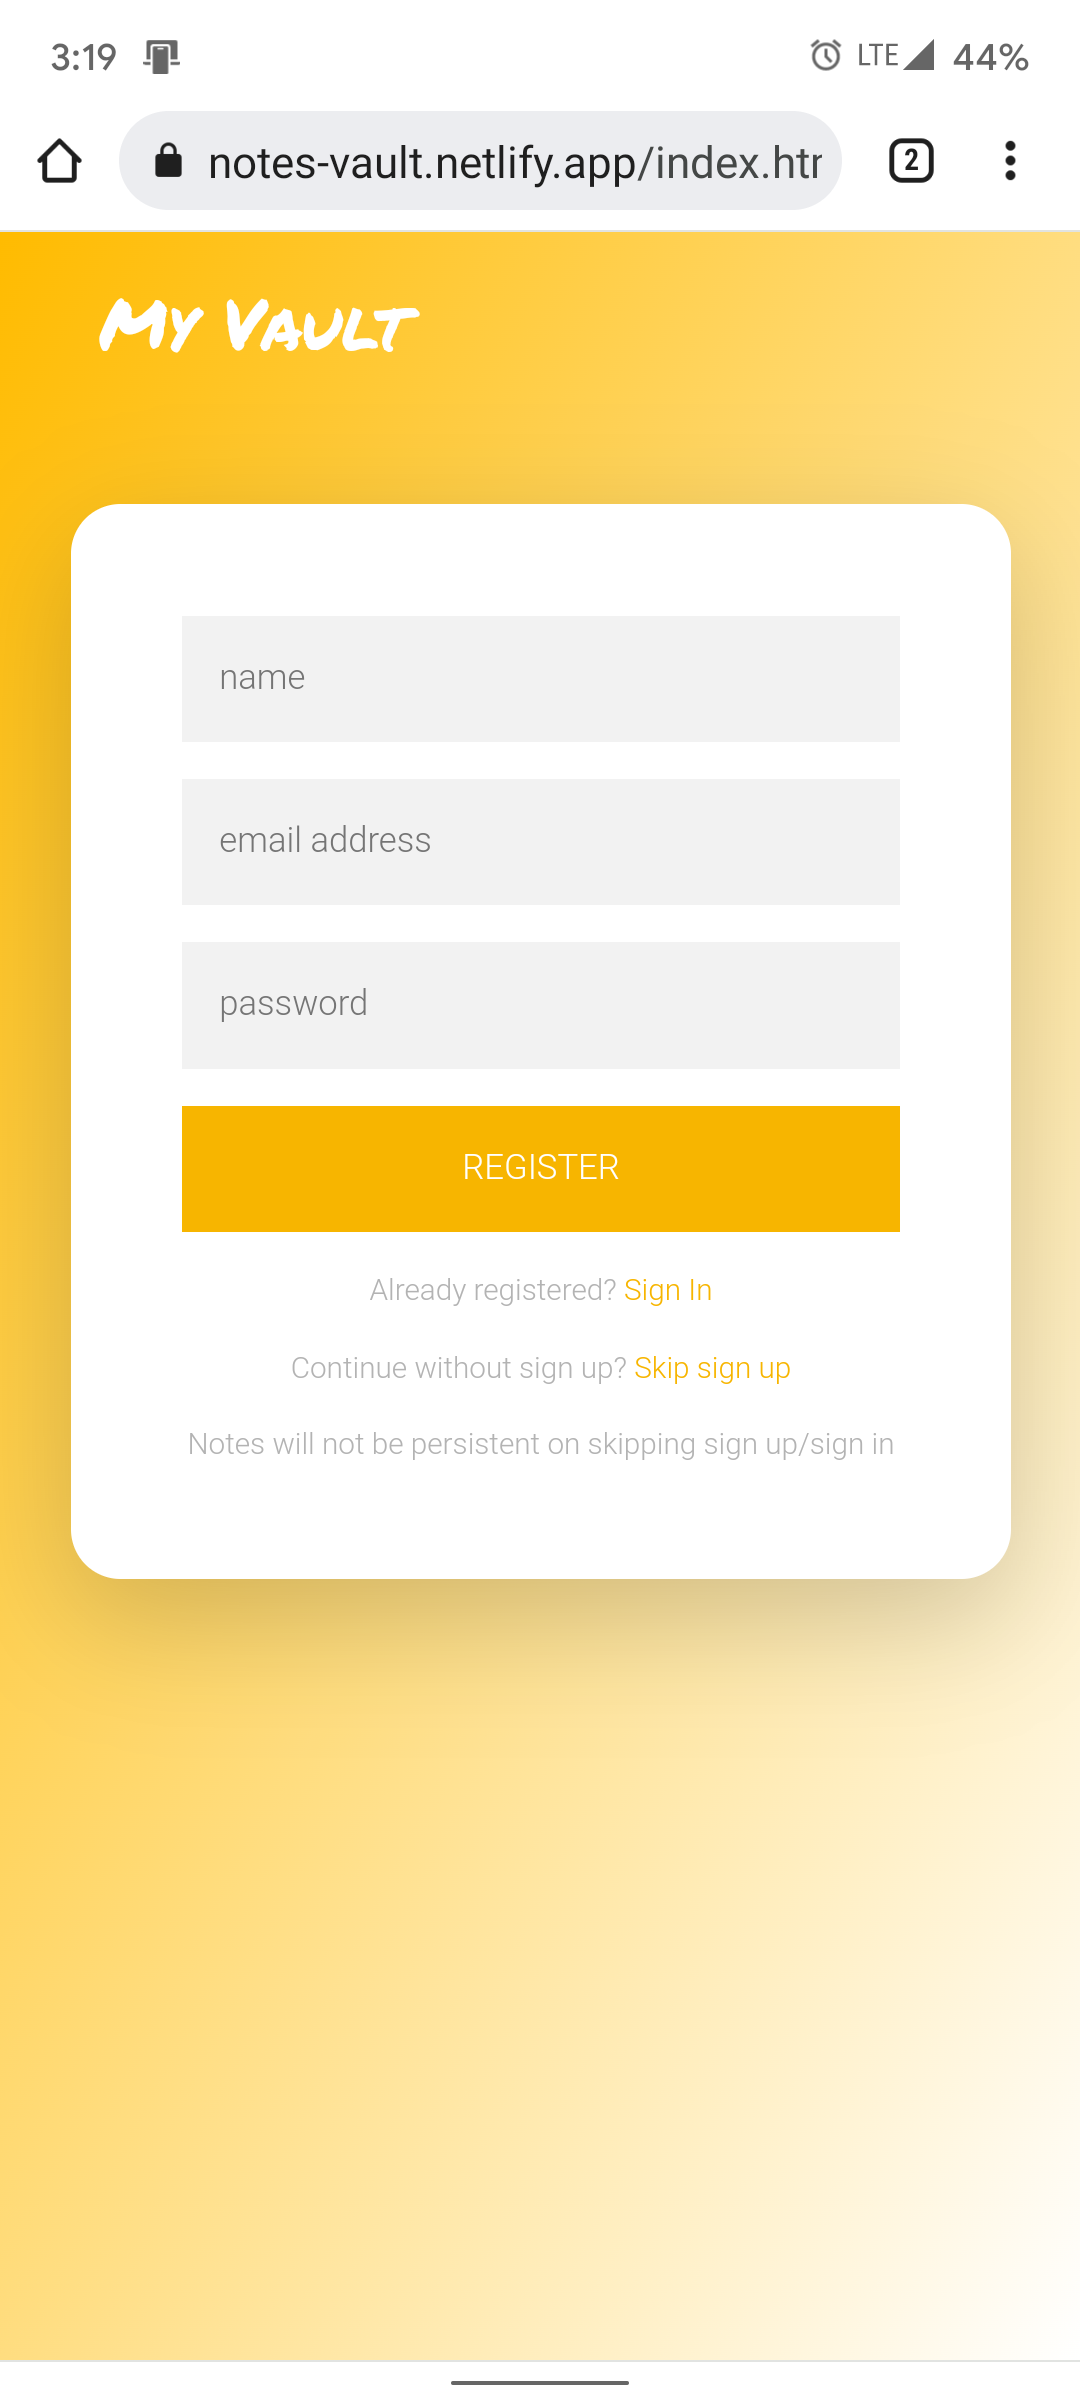 3:19 LTE 44%
notes-vault.netlify.app/index.htr
2
My Vault
name
email address
password
REGISTER
Already registered? Sign In
Continue without sign up? Skip sign up
Notes will not be persistent on skipping sign up/sign in